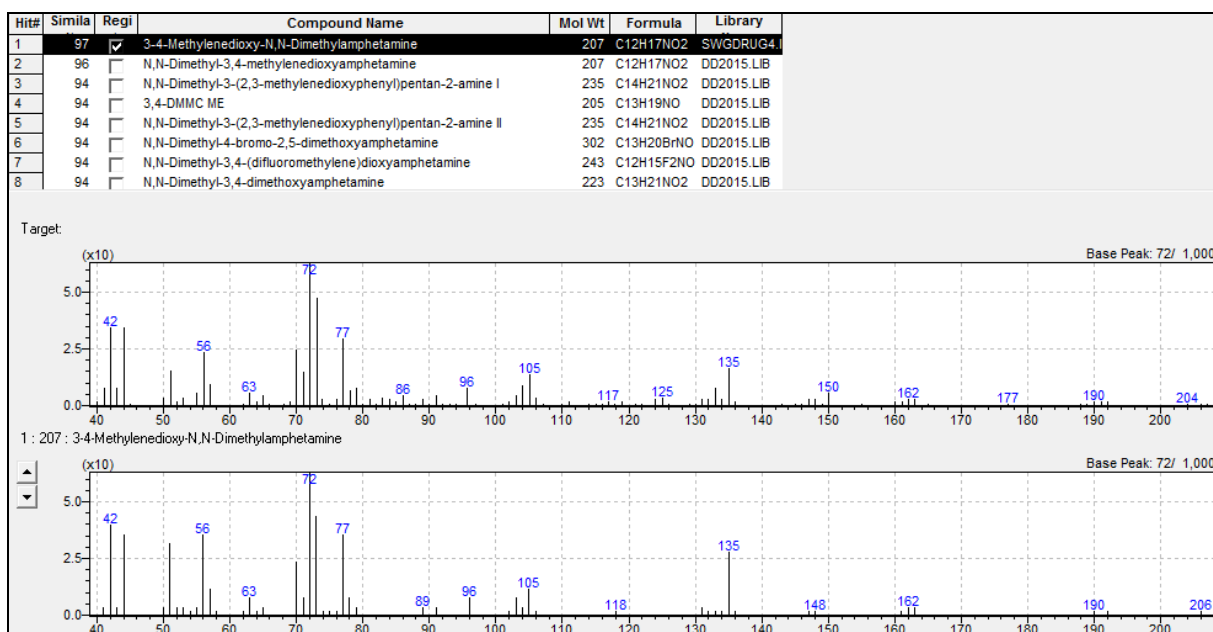 Hit# Simila Regi Compound Name Mol Wt Formula Library
1 97 3-4-Methylenedioxy-N,N-Dimethylamphetamine 207 C12H17NO2 SWGDRUG4.l
2 96 N,N-Dimethyl-3,4-methylenedioxyamphetamine 207 C12H17NO2 DD2015.LIB
3 94 N,N-Dimethyl-3-(2,3-methylenedioxyphenyl)pentan-2-amine I 235 C14H21NO2 DD2015.LIB
4 94 3,4-DMMC ME 205 C13H19NO DD2015.LIB
5 94 N,N-Dimethyl-3-(2,3-methylenedioxyphenyl)pentan-2-amine II 235 C14H21NO2 DD2015.LIB
6 94 N,N-Dimethyl-4-bromo-2,5-dimethoxyamphetamine 302 C13H20BrNO DD2015.LIB
7 94 N,N-Dimethyl-3,4-(difluoromethylene)dioxyamphetamine 243 C12H15F2NO DD2015.LIB
8 94 N,N-Dimethyl-3,4-dimethoxyamphetamine 223 C13H21NO2 DD2015.LIB
Target:
(x10) Base Peak: 72/ 1,000
72
5.0
42
2.5
56 77
63 86 96 105 117 125 135 150 162 177 190 204
0.0
40 50 60 70 80 90 100 110 120 130 140 150 160 170 180 190 200
1 : 207 : 3-4-Methylenedioxy-N,N-Dimethylamphetamine
(x10) Base Peak: 72/ 1,000
72
5.0
42 56 77
2.5
135
63 89 96 105 118 148 162 190 206
0.0
40 50 60 70 80 90 100 110 120 130 140 150 160 170 180 190 200